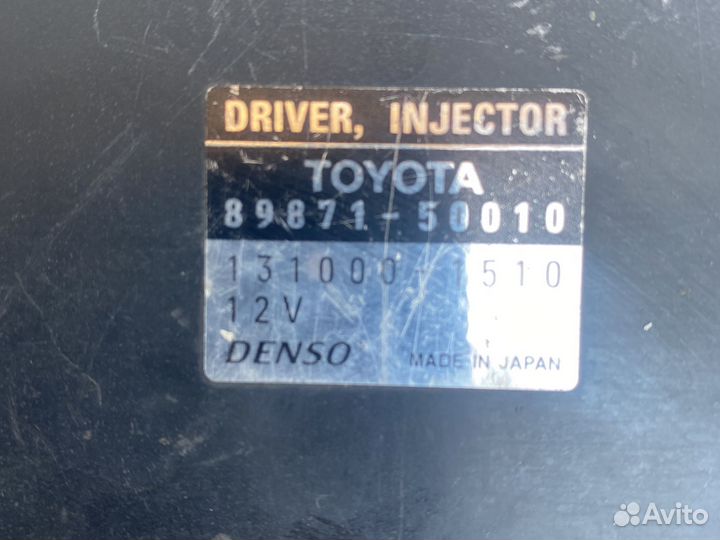 DRIVER, INJECTOR
TOYOTA
89871-50010
131000-1510
12V
DENSO MADE IN JAPAN
Avito